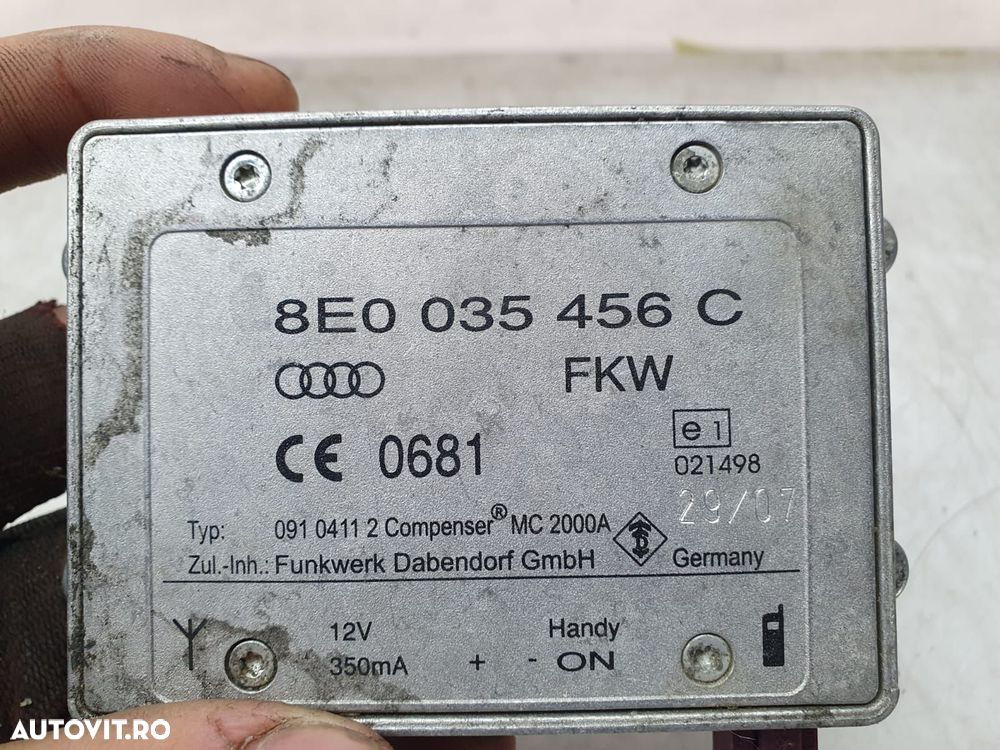 8E0 035 456 C
FKW
CE 0681
e1
021498
29/07
Typ: 091 0411 2 Compenser® MC 2000A
Zul.-Inh.: Funkwerk Dabendorf GmbH Germany
12V Handy
350mA + - ON
AUTOVIT.RO